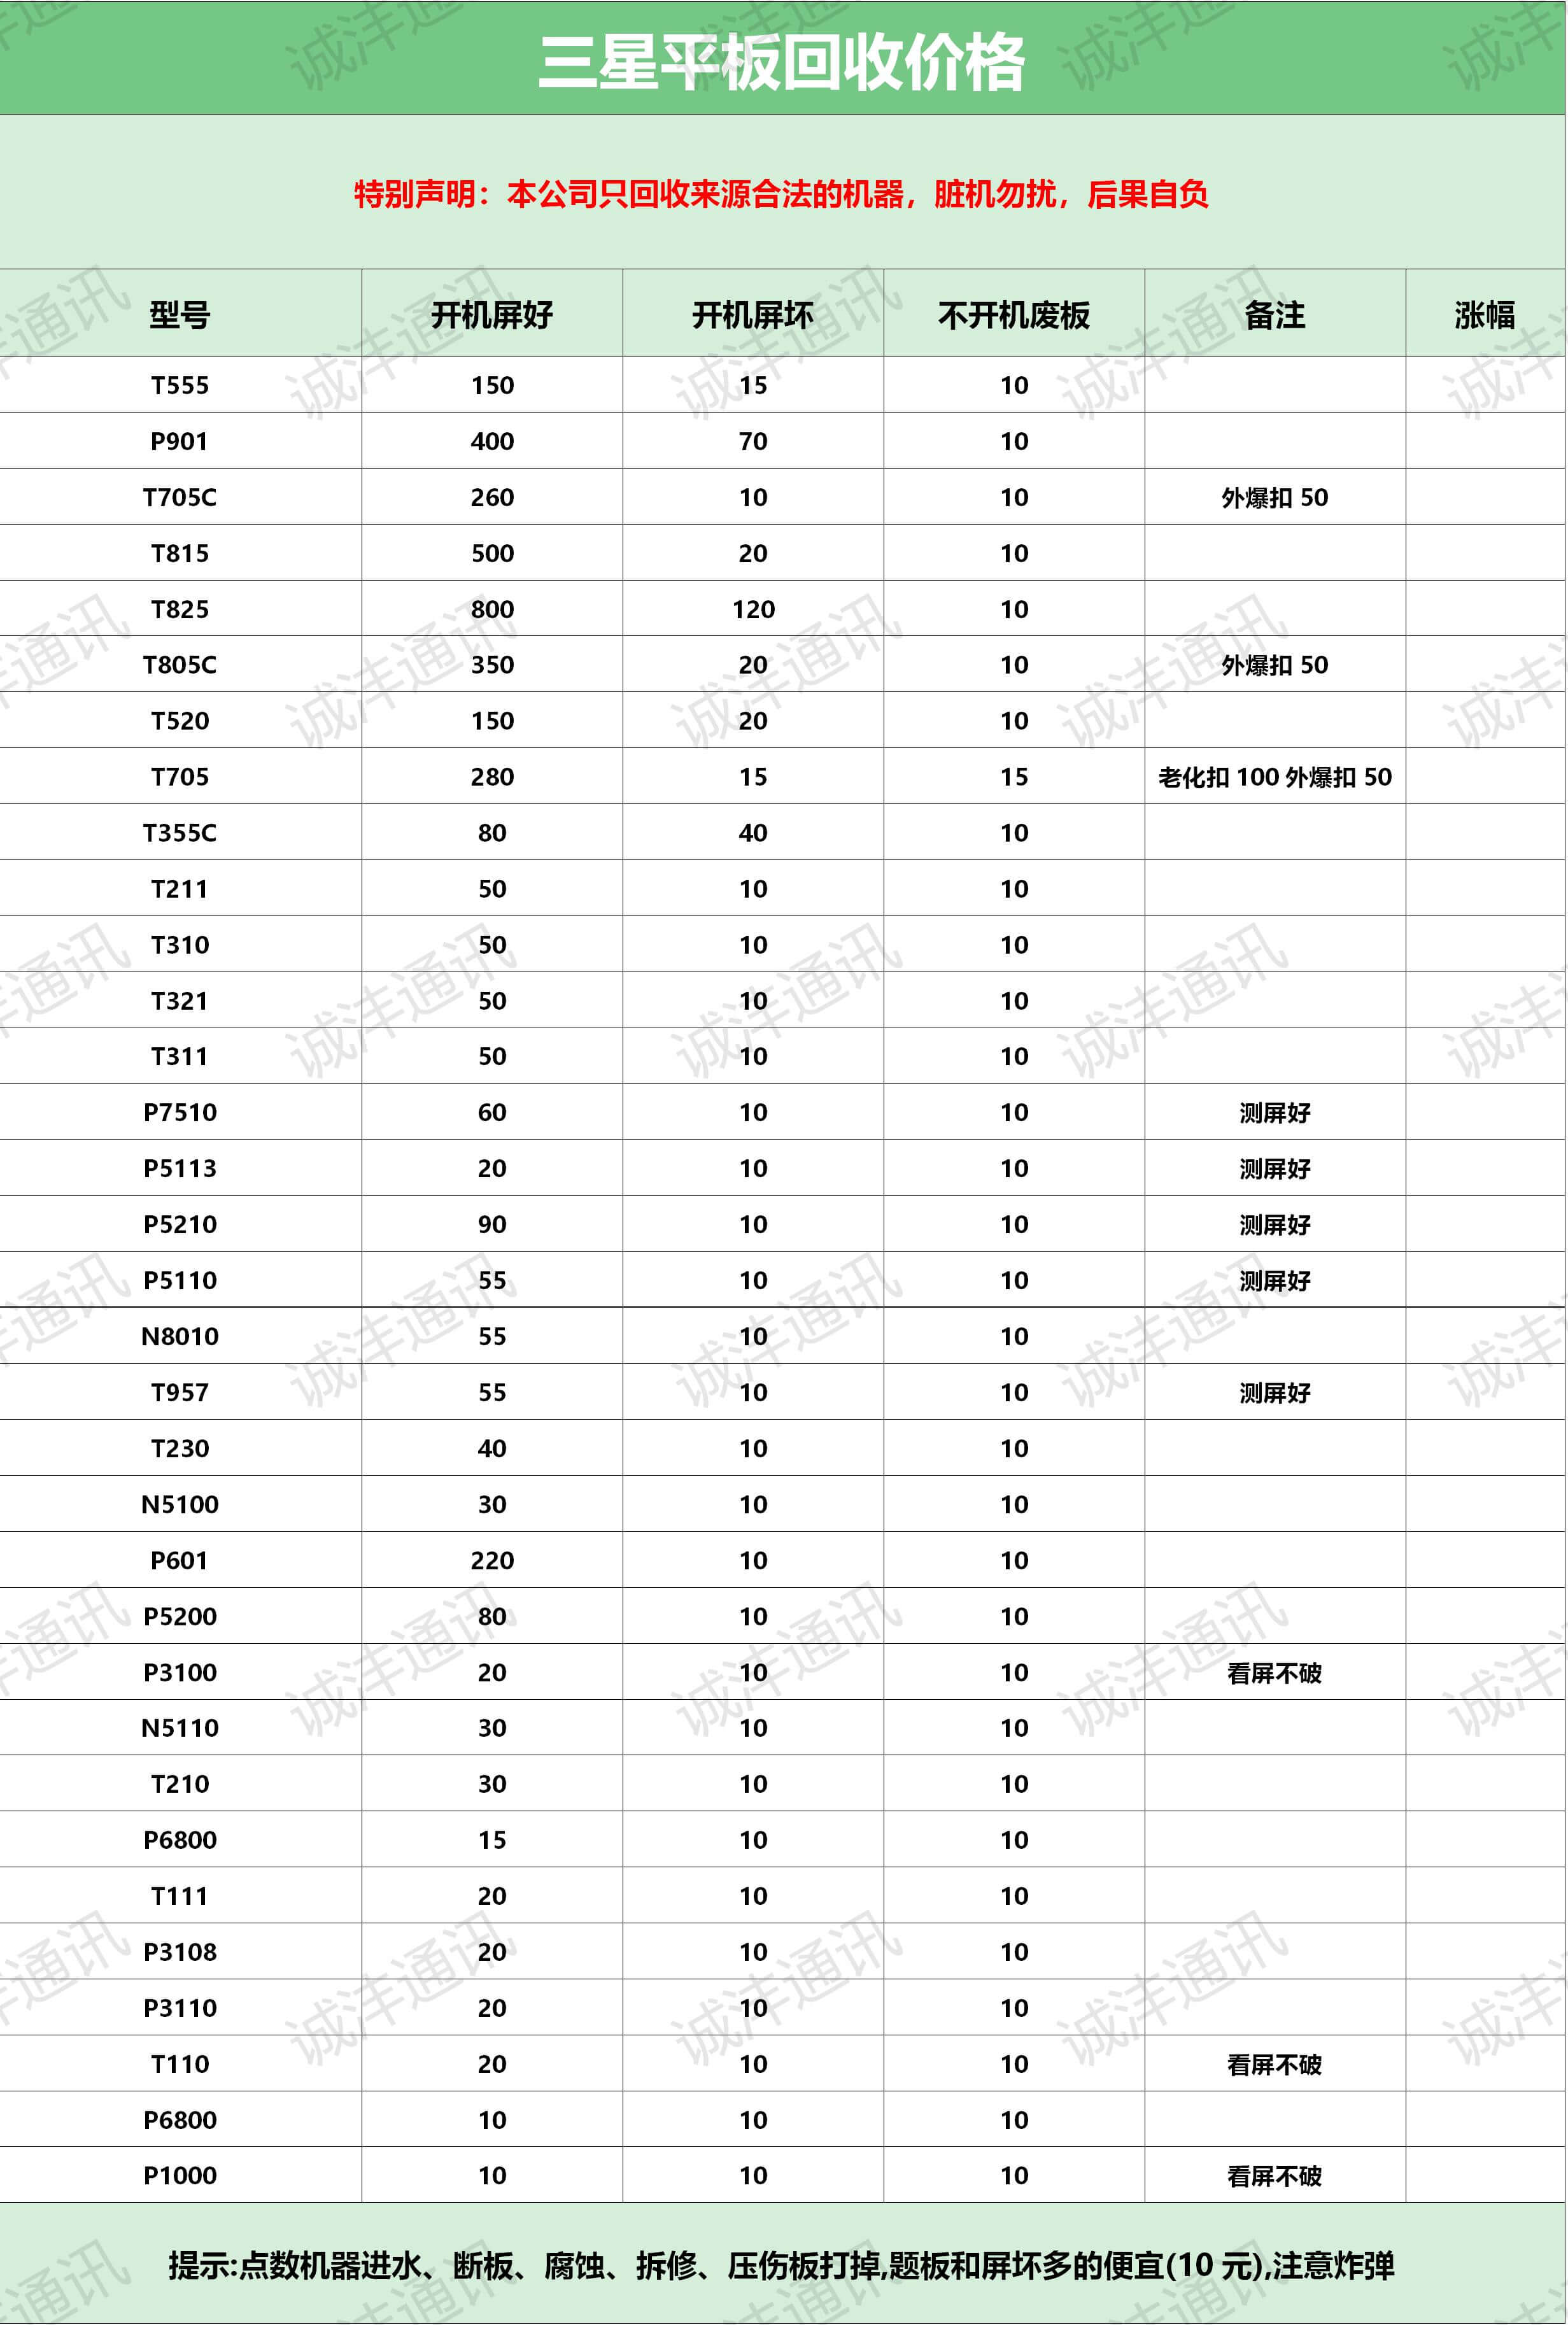 三星平板回收价格
特别声明：本公司只回收来源合法的机器，脏机勿扰，后果自负
型号 开机屏好 开机屏坏 不开机废板 备注 涨幅
T555 150 15 10
P901 400 70 10
T705C 260 10 10 外爆扣 50
T815 500 20 10
T825 800 120 10
T805C 350 20 10 外爆扣 50
T520 150 20 10
T705 280 15 15 老化扣 100 外爆扣 50
T355C 80 40 10
T211 50 10 10
T310 50 10 10
T321 50 10 10
T311 50 10 10
P7510 60 10 10 测屏好
P5113 20 10 10 测屏好
P5210 90 10 10 测屏好
P5110 55 10 10 测屏好
N8010 55 10 10
T957 55 10 10 测屏好
T230 40 10 10
N5100 30 10 10
P601 220 10 10
P5200 80 10 10
P3100 20 10 10 看屏不破
N5110 30 10 10
T210 30 10 10
P6800 15 10 10
T111 20 10 10
P3108 20 10 10
P3110 20 10 10
T110 20 10 10 看屏不破
P6800 10 10 10
P1000 10 10 10 看屏不破
提示:点数机器进水、断板、腐蚀、拆修、压伤板打掉,题板和屏坏多的便宜(10 元),注意炸弹
诚沣通讯